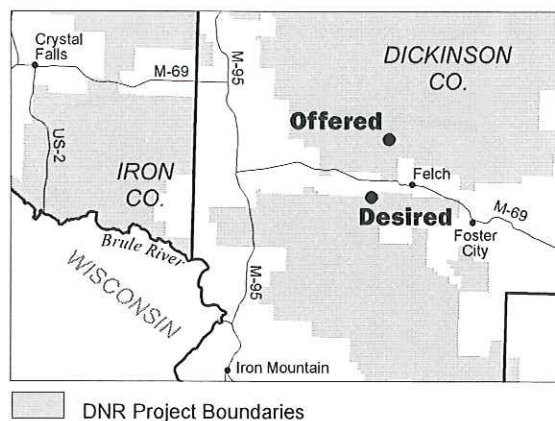 Crystal
Falls
M-69
M-95
DICKINSON
CO.
Offered
US-2
IRON
CO.
Felch
Desired
M-69
Foster
City
Brule River
WISCONSIN
M-95
Iron Mountain
DNR Project Boundaries